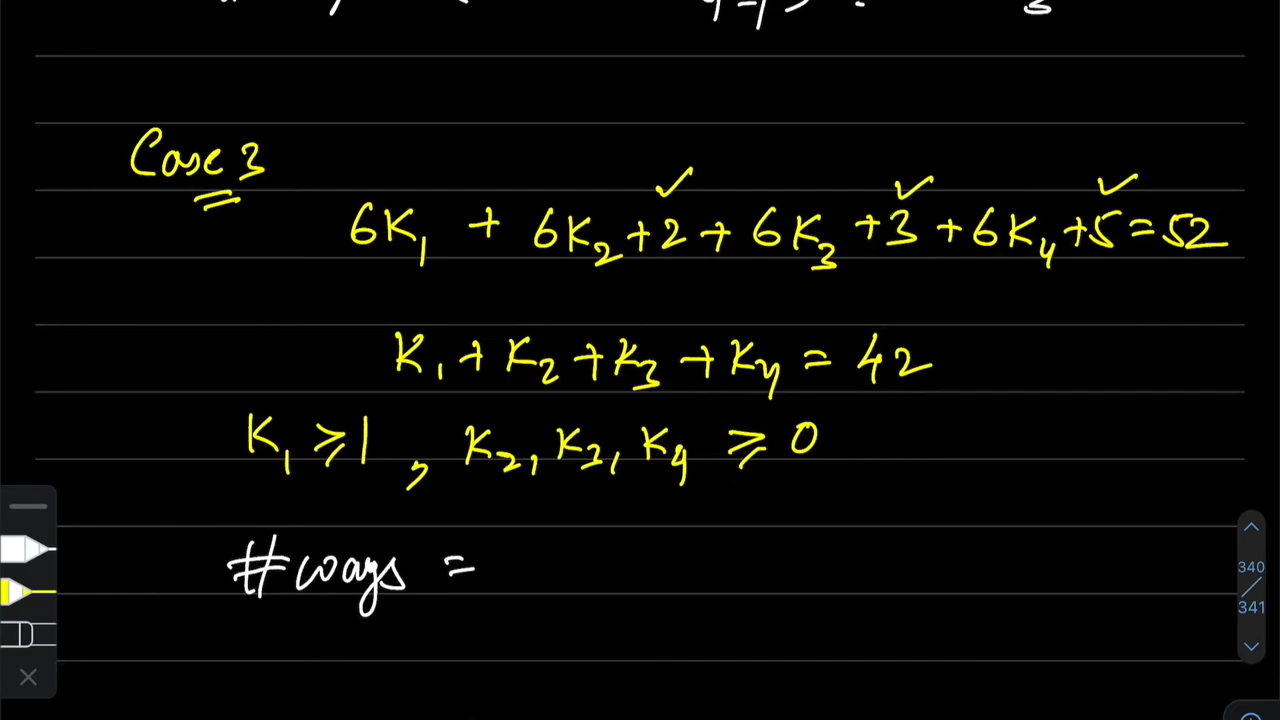 Case 3
6K₁ + 6K₂+2 + 6K₃+3+6K₄+5=52
K₁+K₂+K₃+K₄=42
K₁⩾1, K₂,K₃,K₄⩾0
#ways =
340
341